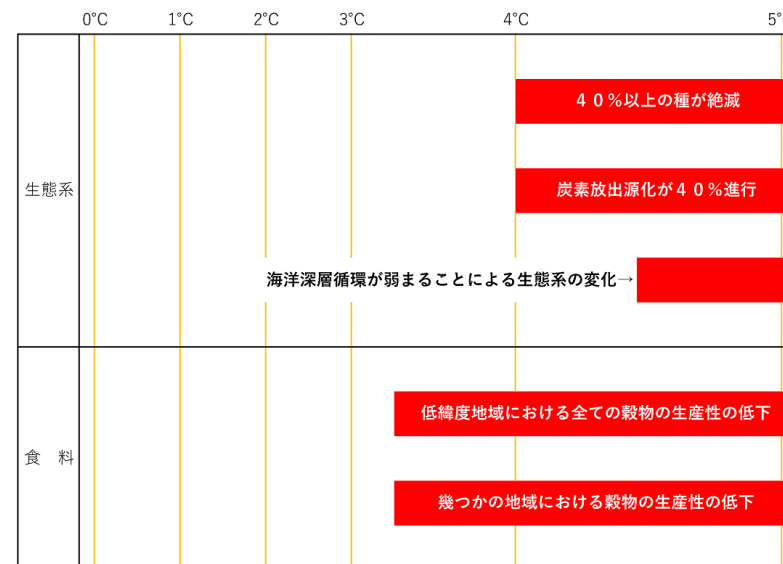 0℃ 1℃ 2℃ 3℃ 4℃ 5°
４０%以上の種が絶滅
生態系
炭素放出源化が４０%進行
海洋深層循環が弱まることによる生態系の変化→
低緯度地域における全ての穀物の生産性の低下
食　料
幾つかの地域における穀物の生産性の低下